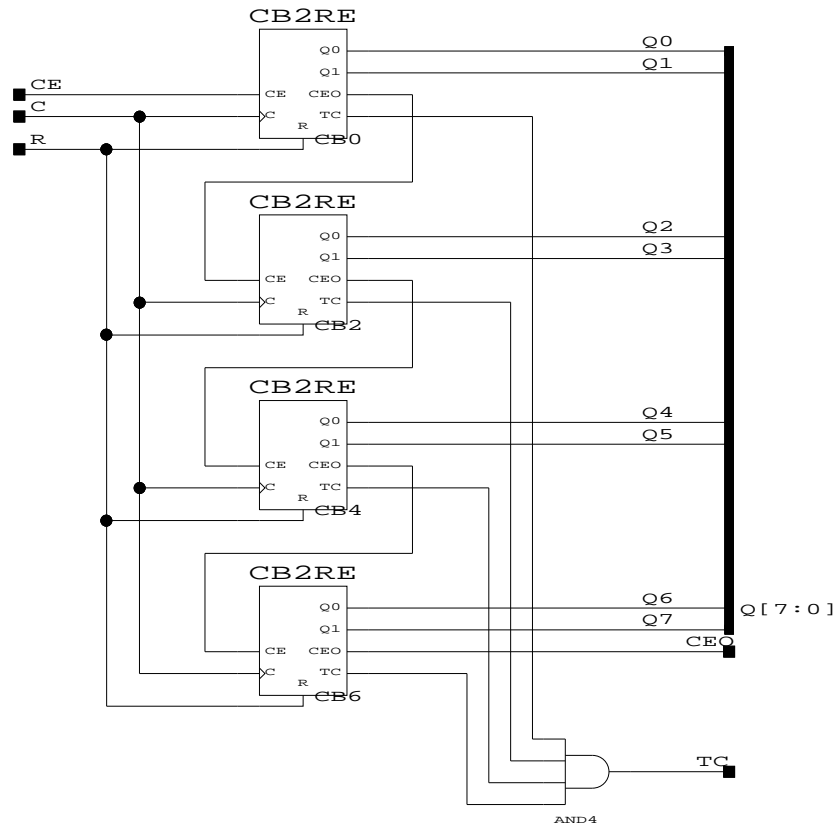 CB2RE
Q0 Q0
Q1 Q1
CE CE CEO
C C TC
R R
CB0
CB2RE
Q0 Q2
Q1 Q3
CE CEO
C TC
R
CB2
CB2RE
Q0 Q4
Q1 Q5
CE CEO
C TC
R
CB4
CB2RE
Q0 Q6
Q[7:0]
Q1 Q7
CE CEO CEO
C TC
R
CB6
TC
AND4